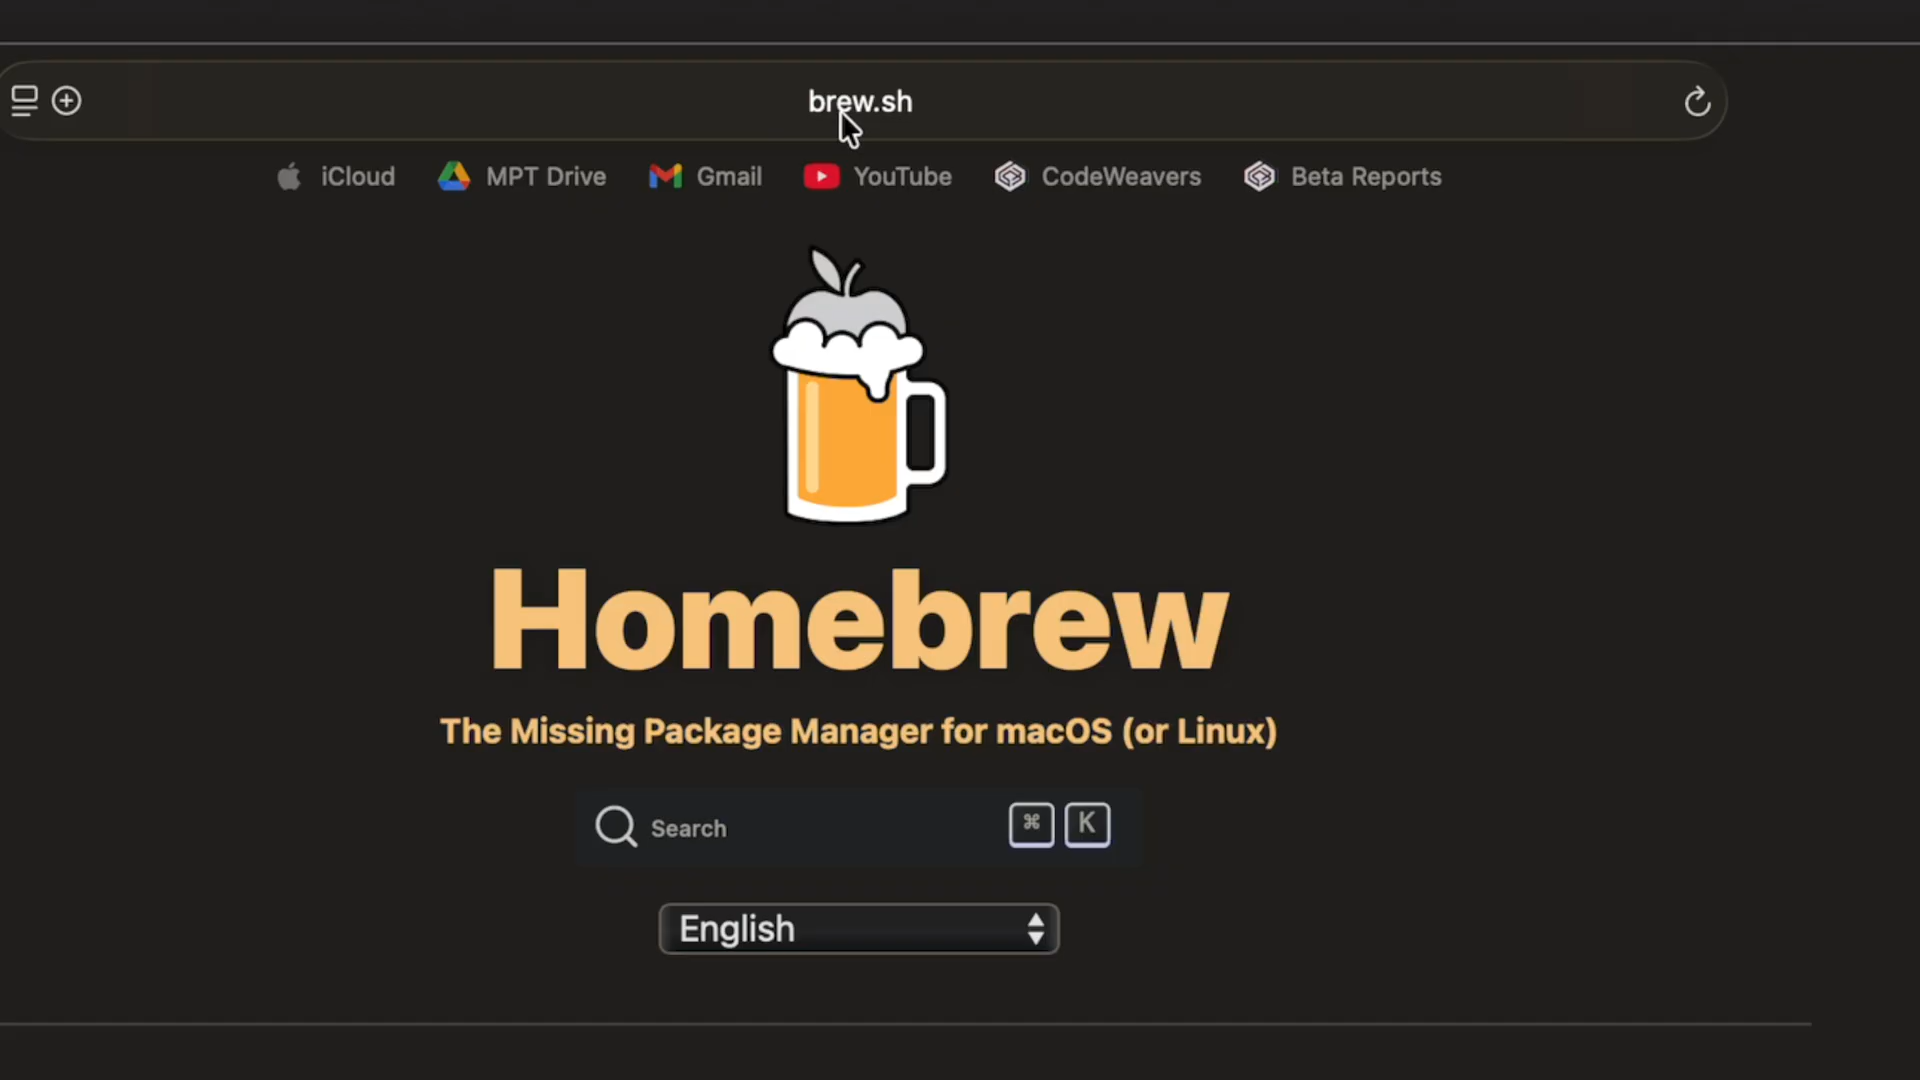 brew.sh
iCloud MPT Drive Gmail YouTube CodeWeavers Beta Reports
Homebrew
The Missing Package Manager for macOS (or Linux)
Search ⌘ K
English